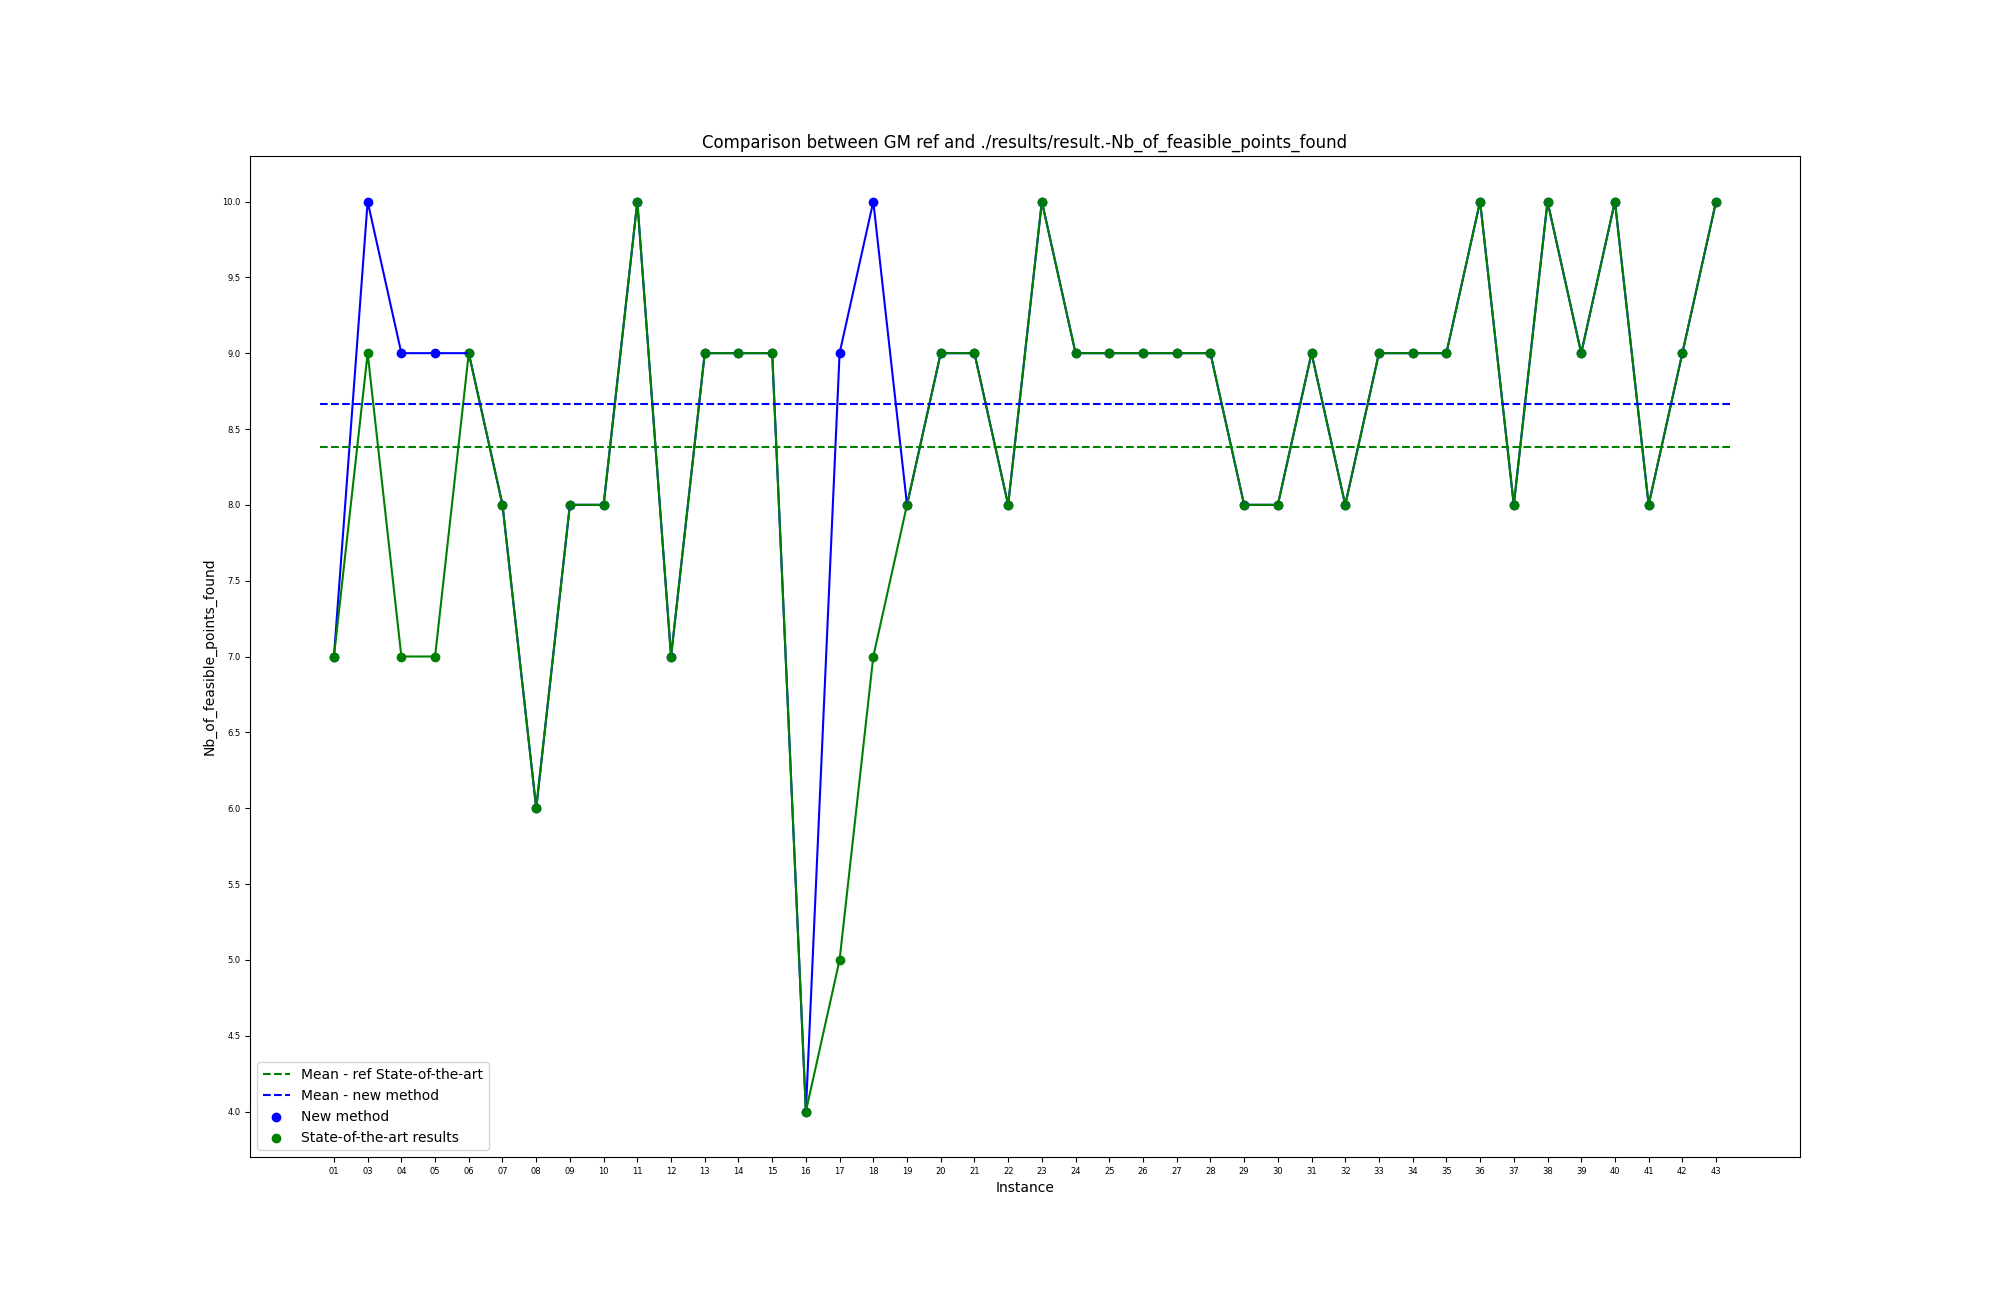 Comparison between GM ref and ./results/result.-Nb_of_feasible_points_found
10.0
9.5
9.0
8.5
8.0
7.5
7.0
6.5
6.0
5.5
5.0
4.5
4.0
Nb_of_feasible_points_found
Mean - ref State-of-the-art
Mean - new method
New method
State-of-the-art results
01 03 04 05 06 07 08 09 10 11 12 13 14 15 16 17 18 19 20 21 22 23 24 25 26 27 28 29 30 31 32 33 34 35 36 37 38 39 40 41 42 43
Instance